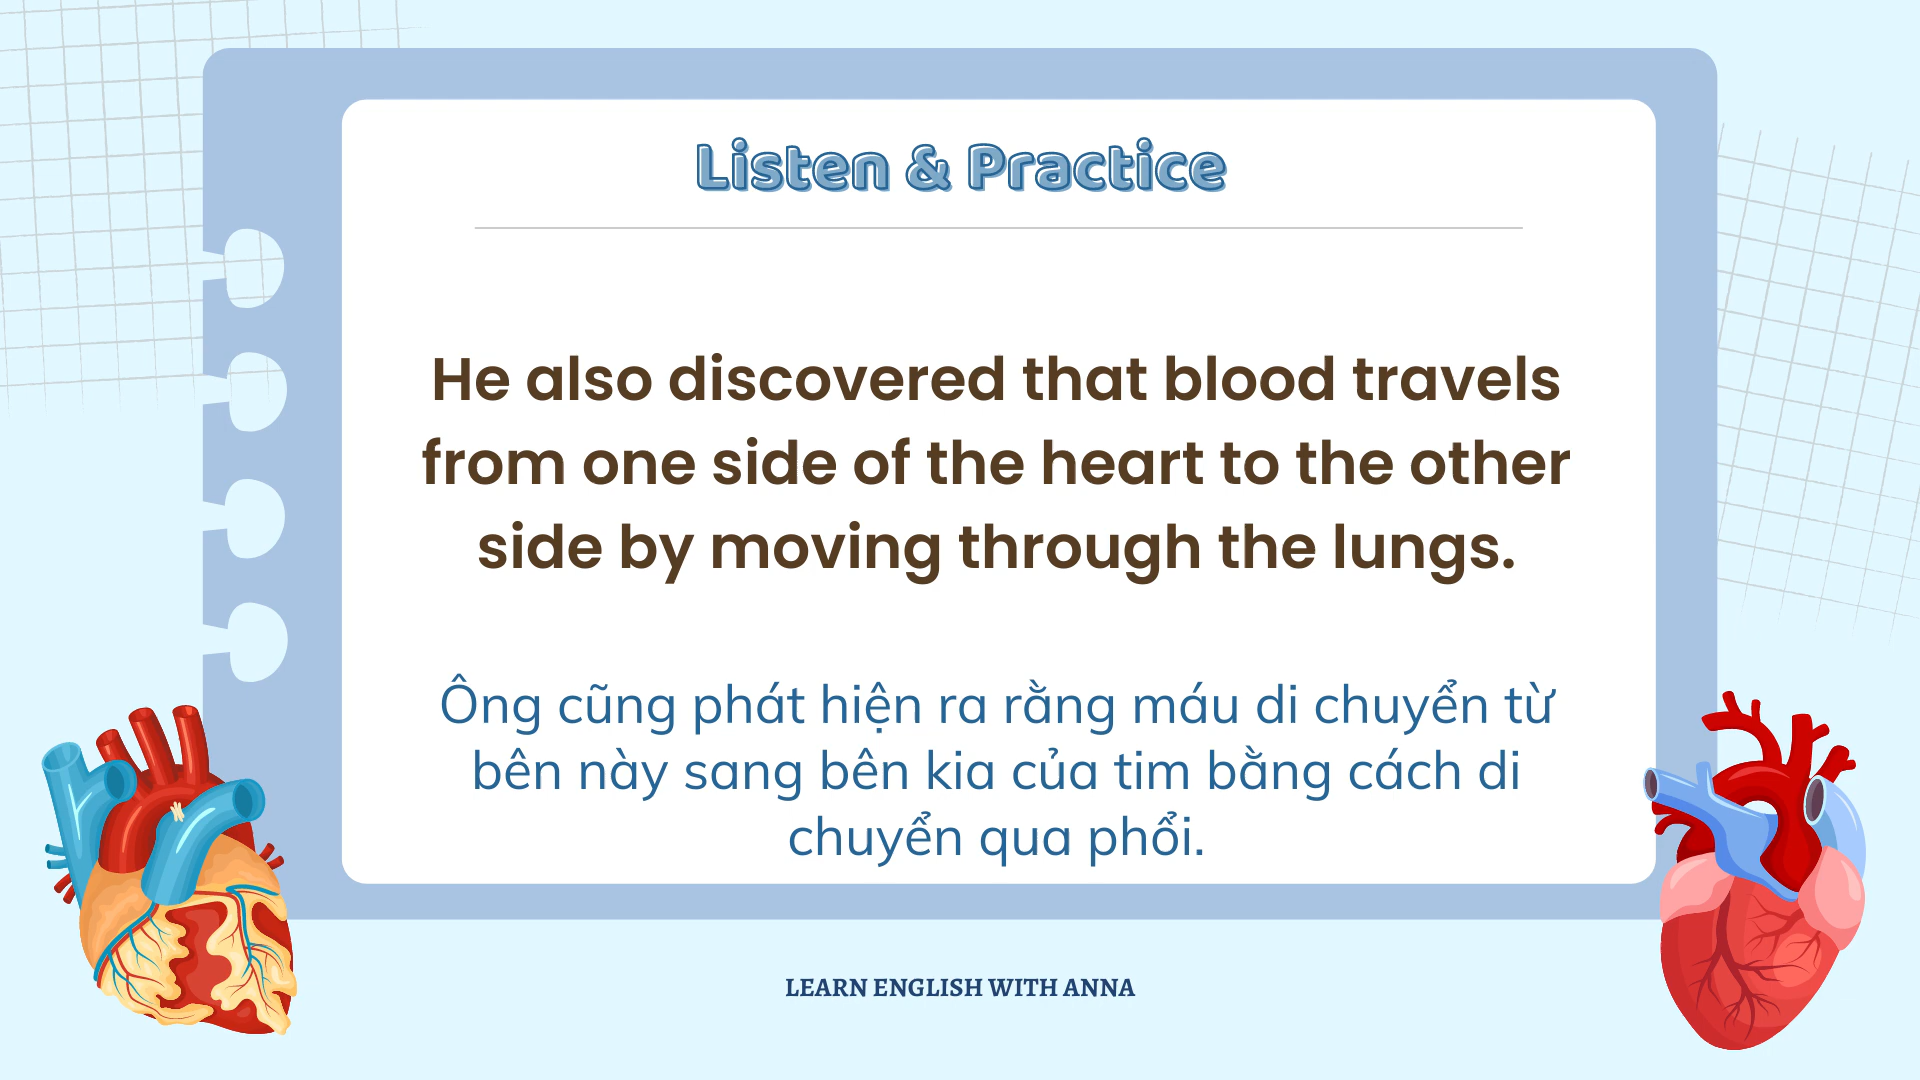 Listen & Practice
He also discovered that blood travels
from one side of the heart to the other
side by moving through the lungs.
Ông cũng phát hiện ra rằng máu di chuyển từ
bên này sang bên kia của tim bằng cách di
chuyển qua phổi.
LEARN ENGLISH WITH ANNA